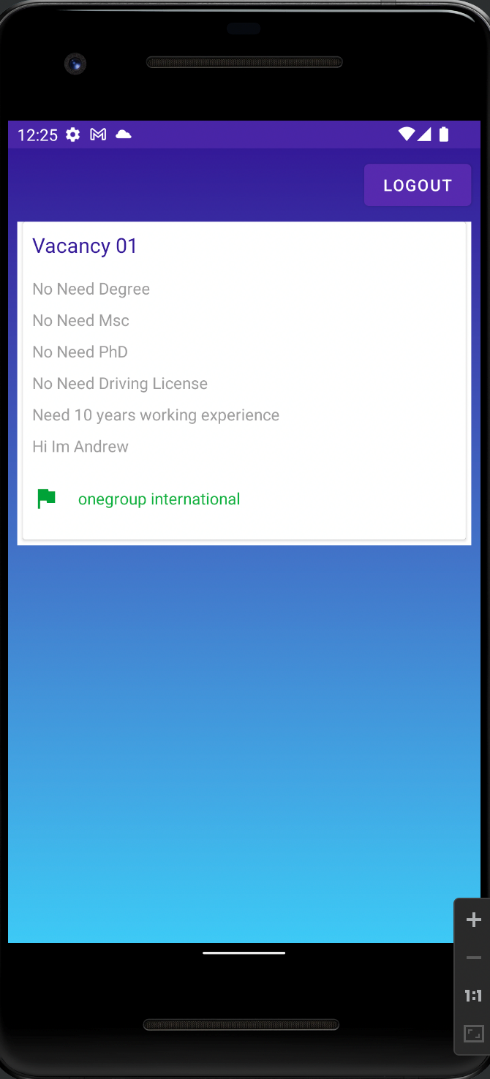 12:25
LOGOUT
Vacancy 01
No Need Degree
No Need Msc
No Need PhD
No Need Driving License
Need 10 years working experience
Hi Im Andrew
onegroup international
1:1